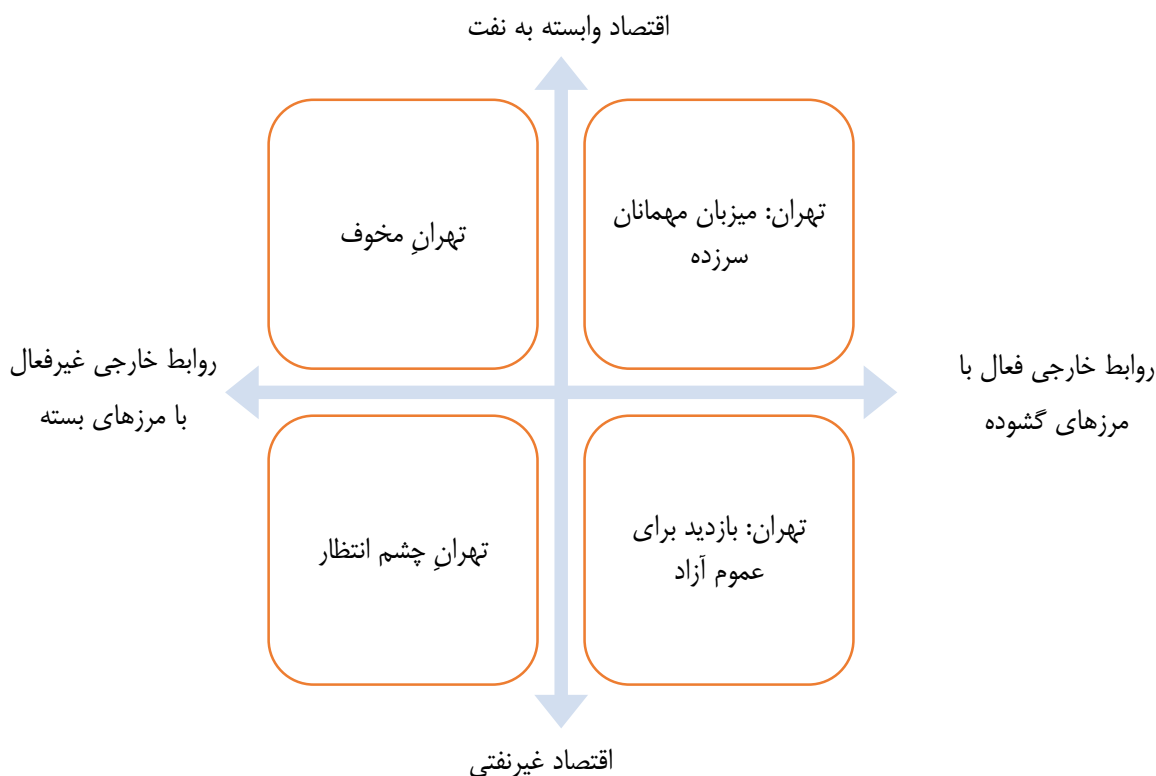 اقتصاد وابسته به نفت
تهران: میزبان مهمانان
سرزده
تهرانِ مخوف
روابط خارجی فعال با
مرزهای گشوده
روابط خارجی غیرفعال
با مرزهای بسته
تهران: بازدید برای
عموم آزاد
تهرانِ چشم انتظار
اقتصاد غیرنفتی